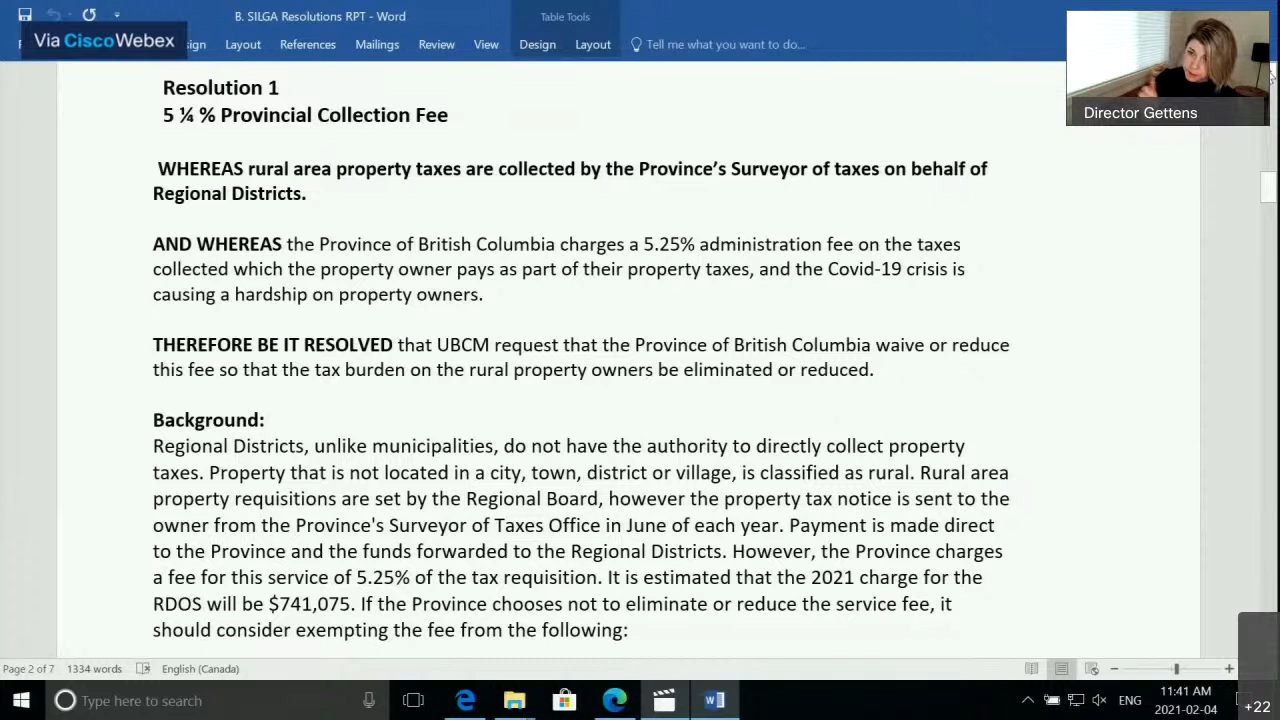 B. SILGA Resolutions RPT - Word
Table Tools
Via CiscoWebex
sign
Layout
References
Mailings
Review
View
Design
Layout
Tell me what you want to do...
Director Gettens
Resolution 1
5 ¼ % Provincial Collection Fee
WHEREAS rural area property taxes are collected by the Province’s Surveyor of taxes on behalf of
Regional Districts.
AND WHEREAS the Province of British Columbia charges a 5.25% administration fee on the taxes
collected which the property owner pays as part of their property taxes, and the Covid-19 crisis is
causing a hardship on property owners.
THEREFORE BE IT RESOLVED that UBCM request that the Province of British Columbia waive or reduce
this fee so that the tax burden on the rural property owners be eliminated or reduced.
Background:
Regional Districts, unlike municipalities, do not have the authority to directly collect property
taxes. Property that is not located in a city, town, district or village, is classified as rural. Rural area
property requisitions are set by the Regional Board, however the property tax notice is sent to the
owner from the Province's Surveyor of Taxes Office in June of each year. Payment is made direct
to the Province and the funds forwarded to the Regional Districts. However, the Province charges
a fee for this service of 5.25% of the tax requisition. It is estimated that the 2021 charge for the
RDOS will be $741,075. If the Province chooses not to eliminate or reduce the service fee, it
should consider exempting the fee from the following:
Page 2 of 7
1334 words
English (Canada)
Type here to search
ENG
11:41 AM
2021-02-04
+22